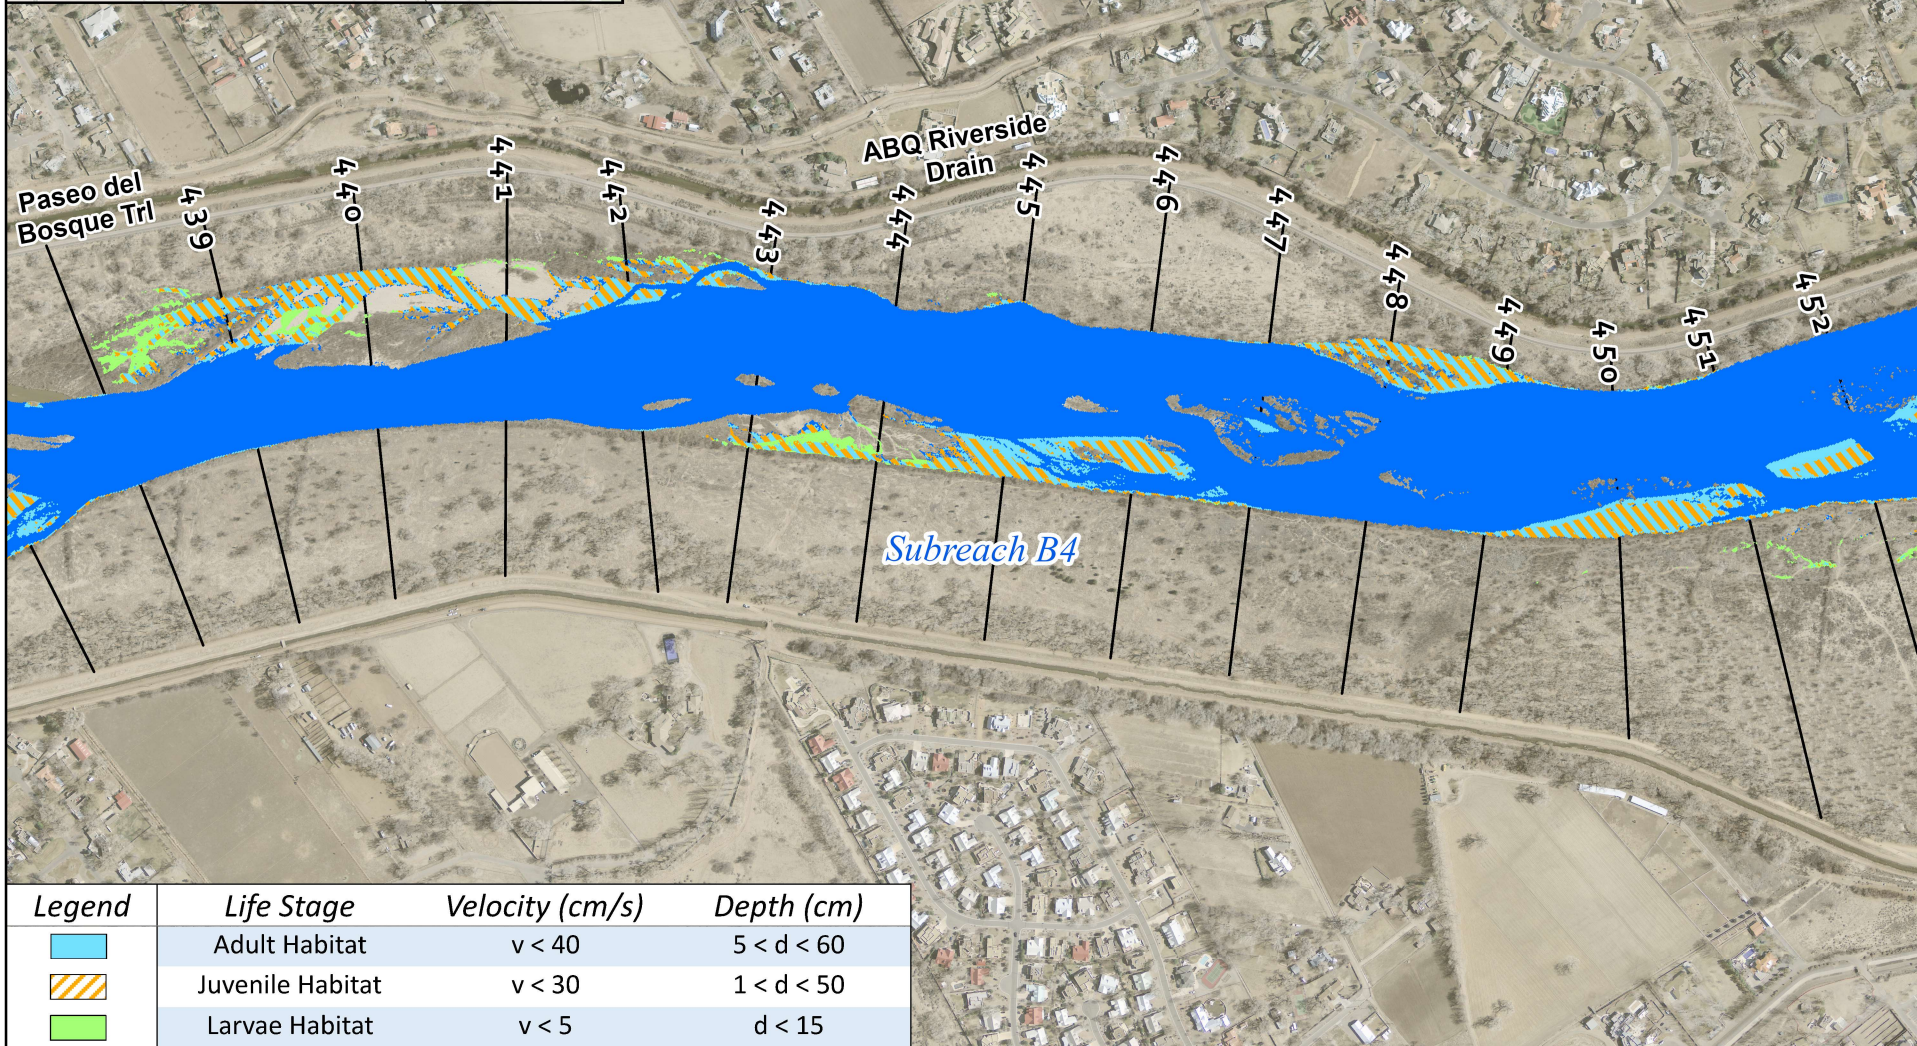 Paseo del
Bosque Trl
439
440
441
442
443
444
ABQ Riverside
Drain
445
446
447
448
449
450
451
452
Subreach B4
Legend Life Stage Velocity (cm/s) Depth (cm)
Adult Habitat v < 40 5 < d < 60
Juvenile Habitat v < 30 1 < d < 50
Larvae Habitat v < 5 d < 15